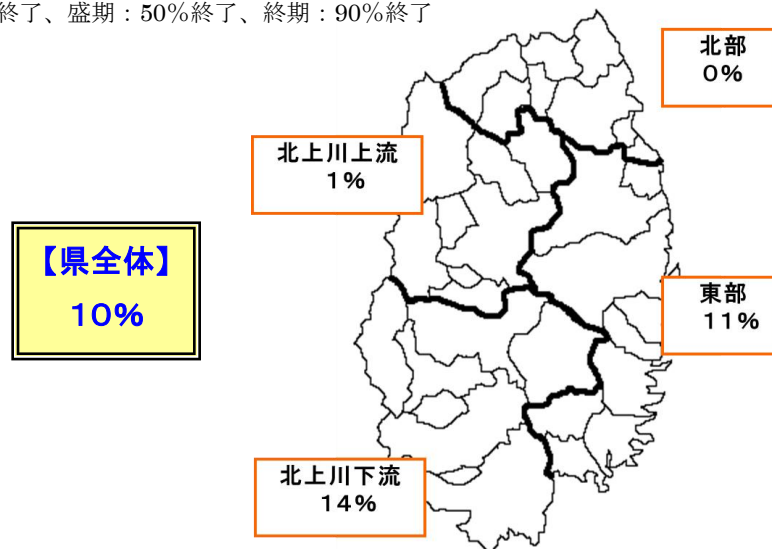 終了、盛期：50％終了、終期：90％終了
北部
0％
北上川上流
1％
【県全体】
10％
東部
11％
北上川下流
14％